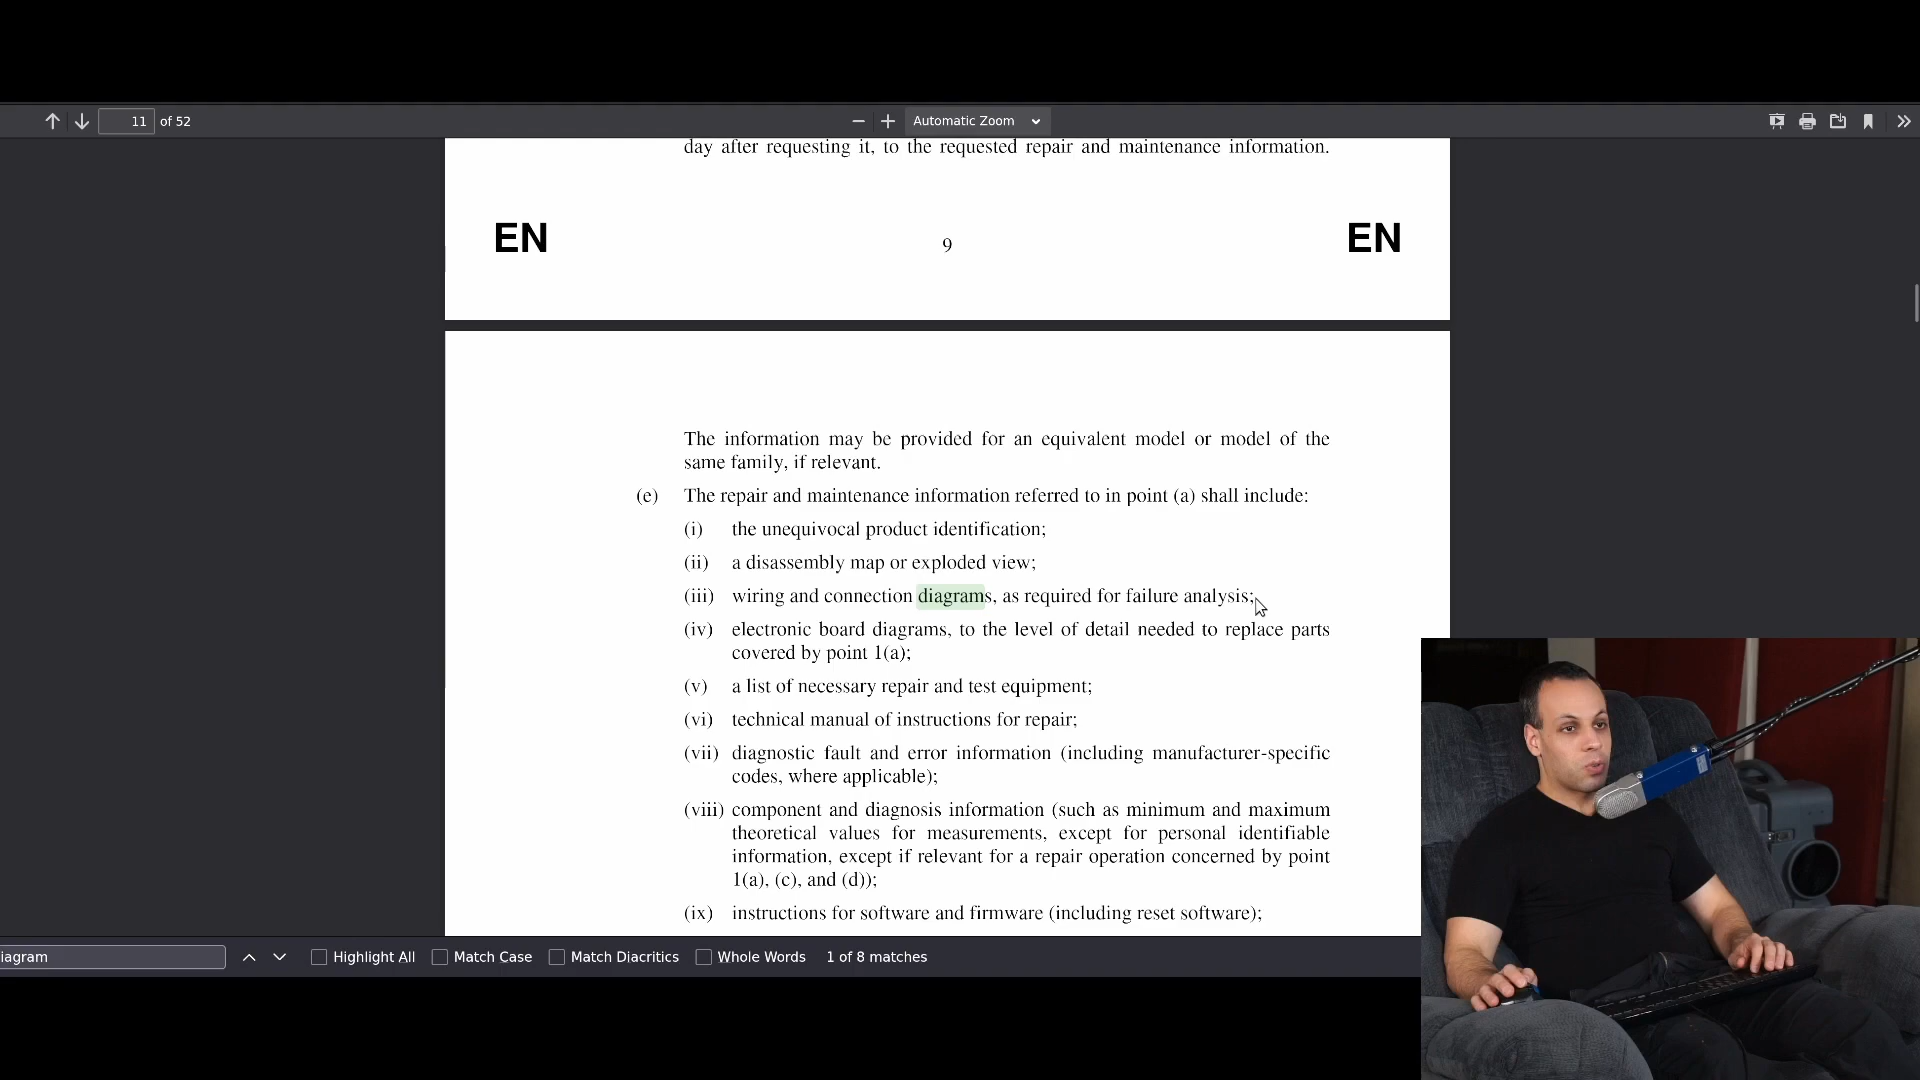 11 of 52
Automatic Zoom
day after requesting it, to the requested repair and maintenance information.
EN 9 EN
The information may be provided for an equivalent model or model of the
same family, if relevant.
(e) The repair and maintenance information referred to in point (a) shall include:
(i) the unequivocal product identification;
(ii) a disassembly map or exploded view;
(iii) wiring and connection diagrams, as required for failure analysis;
(iv) electronic board diagrams, to the level of detail needed to replace parts
covered by point 1(a);
(v) a list of necessary repair and test equipment;
(vi) technical manual of instructions for repair;
(vii) diagnostic fault and error information (including manufacturer-specific
codes, where applicable);
(viii) component and diagnosis information (such as minimum and maximum
theoretical values for measurements, except for personal identifiable
information, except if relevant for a repair operation concerned by point
1(a), (c), and (d));
(ix) instructions for software and firmware (including reset software);
iagram Highlight All Match Case Match Diacritics Whole Words 1 of 8 matches